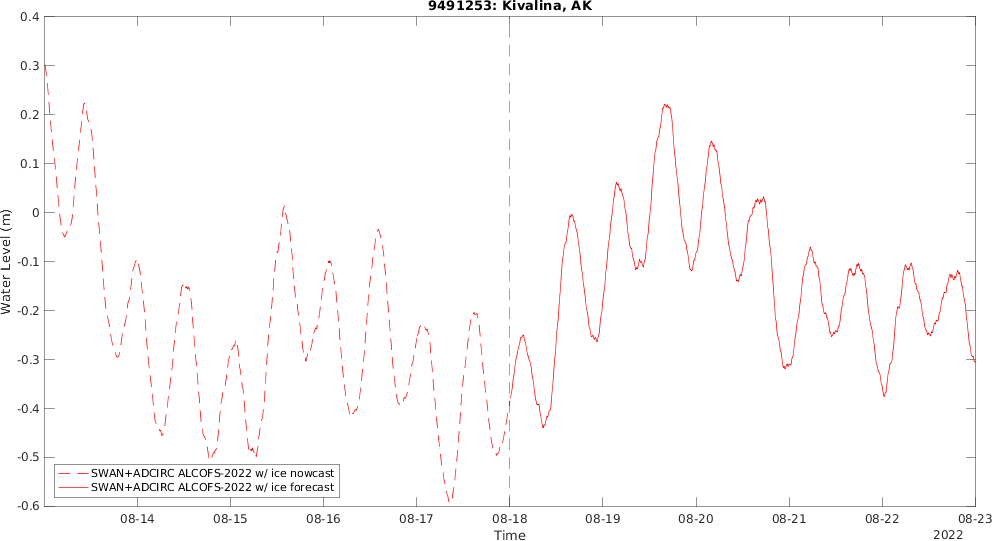 9491253: Kivalina, AK
0.4
0.3
0.2
0.1
0
-0.1
-0.2
-0.3
-0.4
-0.5
-0.6
Water Level (m)
SWAN+ADCIRC ALCOFS-2022 w/ ice nowcast
SWAN+ADCIRC ALCOFS-2022 w/ ice forecast
08-14 08-15 08-16 08-17 08-18 08-19 08-20 08-21 08-22 08-23
Time
2022